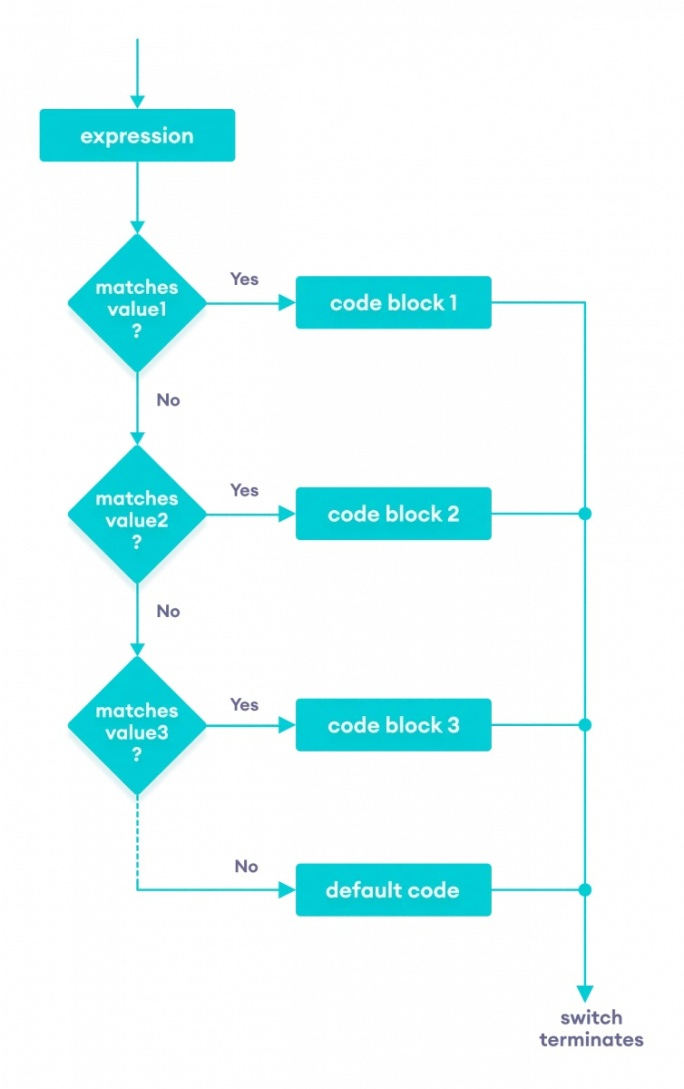 expression
matches
value1
?
Yes
code block 1
No
matches
value2
?
Yes
code block 2
No
matches
value3
?
Yes
code block 3
No
default code
switch
terminates